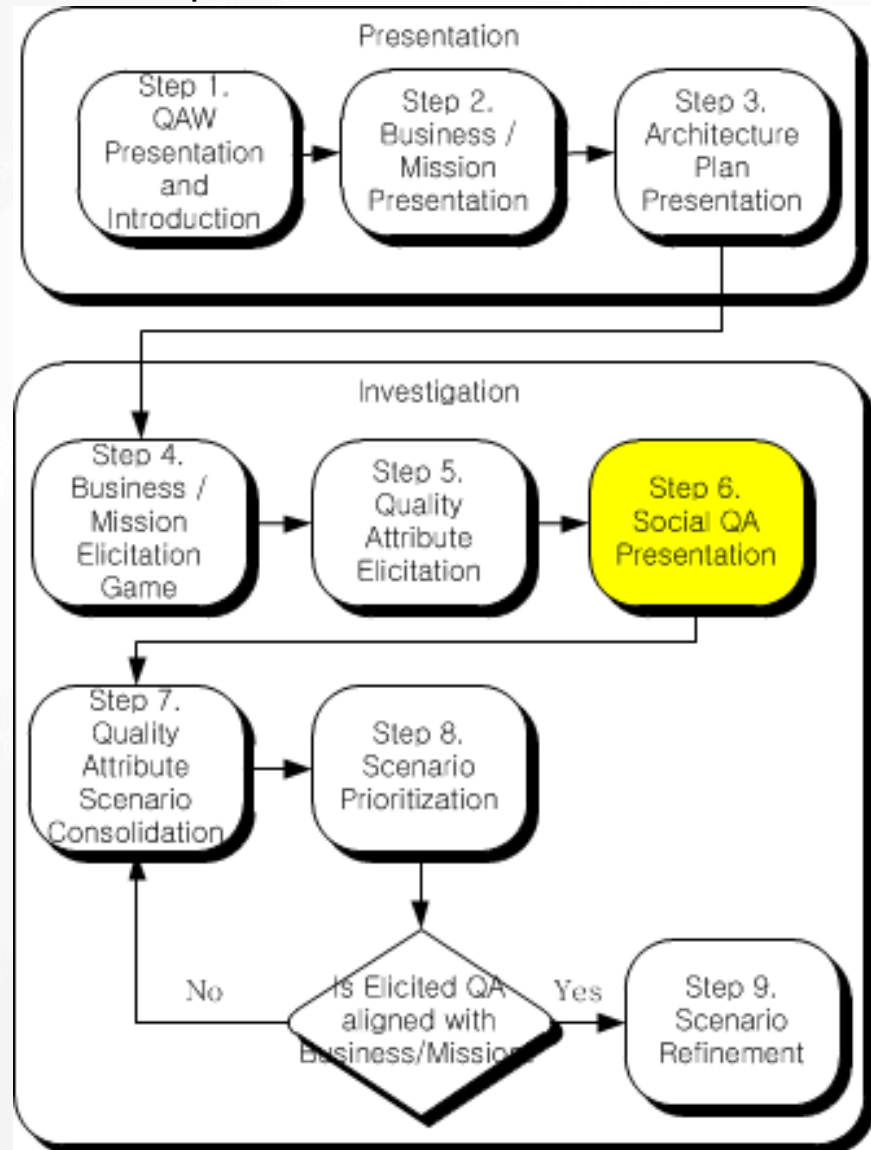 Presentation
Step 1.
QAW
Presentation
and
Introduction
Step 2.
Business /
Mission
Presentation
Step 3.
Architecture
Plan
Presentation
Investigation
Step 4.
Business /
Mission
Elicitation
Game
Step 5.
Quality
Attribute
Elicitation
Step 6.
Social QA
Presentation
Step 7.
Quality
Attribute
Scenario
Consolidation
Step 8.
Scenario
Prioritization
No
Is Elicited QA
aligned with
Business/Mission?
Yes
Step 9.
Scenario
Refinement